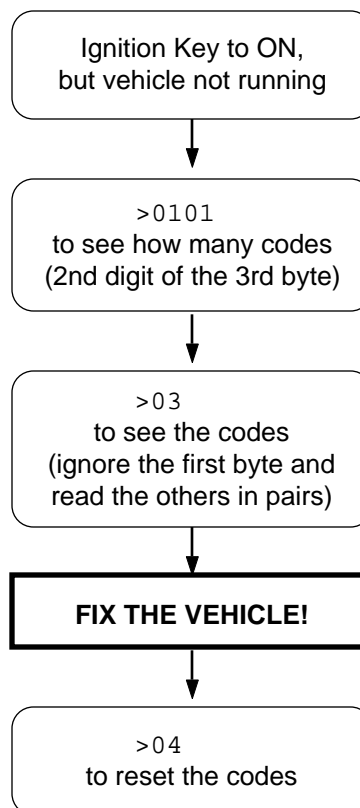 Ignition Key to ON,
but vehicle not running
>0101
to see how many codes
(2nd digit of the 3rd byte)
>03
to see the codes
(ignore the first byte and
read the others in pairs)
FIX THE VEHICLE!
>04
to reset the codes